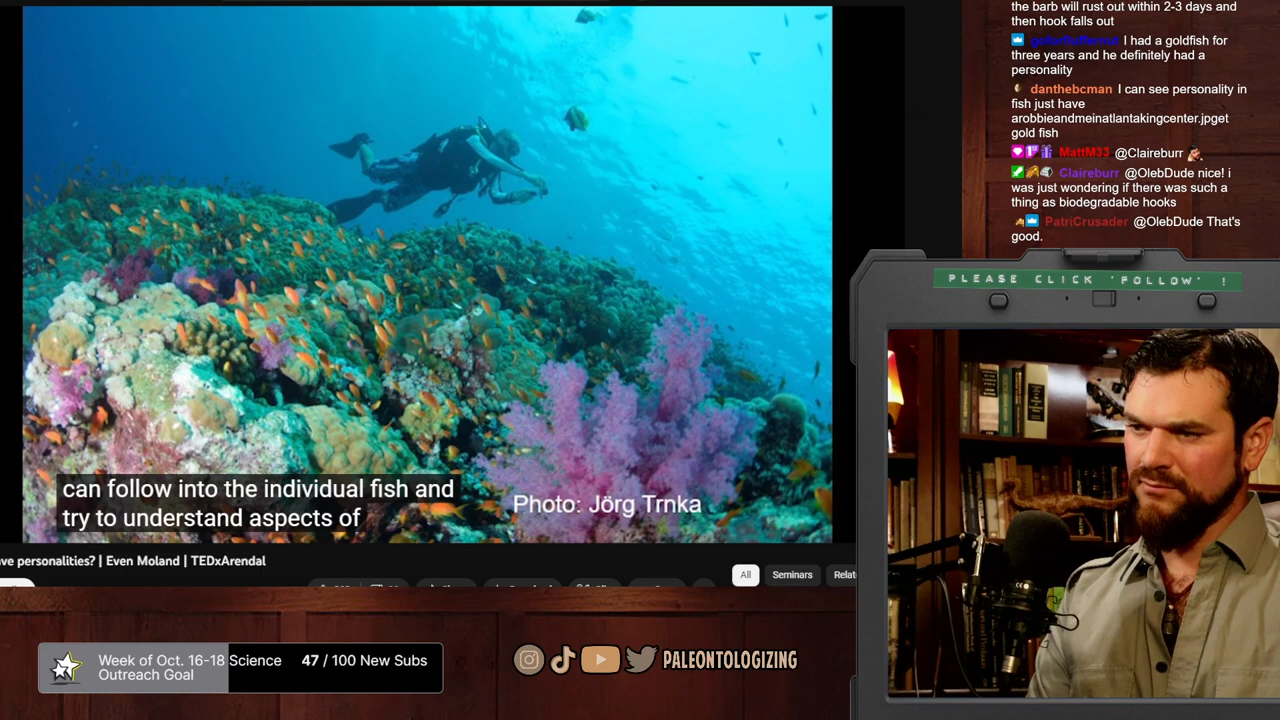 the barb will rust out within 2-3 days and
then hook falls out
goferRufferout I had a goldfish for
three years and he definitely had a
personality
danthebcman I can see personality in
fish just have
arobbieandmeinatlantakingcenter.jpget
gold fish
MattM33 @Claireburr
Claireburr @OlebDude nice! i
was just wondering if there was such a
thing as biodegradable hooks
PatriCrusader @OlebDude That's
good.
PLEASE CLICK 'FOLLOW' !
can follow into the individual fish and
try to understand aspects of
Photo: Jörg Trnka
ve personalities? | Even Moland | TEDxArendal
All Seminars Relat
Week of Oct. 16-18 Science 47 / 100 New Subs
Outreach Goal
PALEONTOLOGIZING